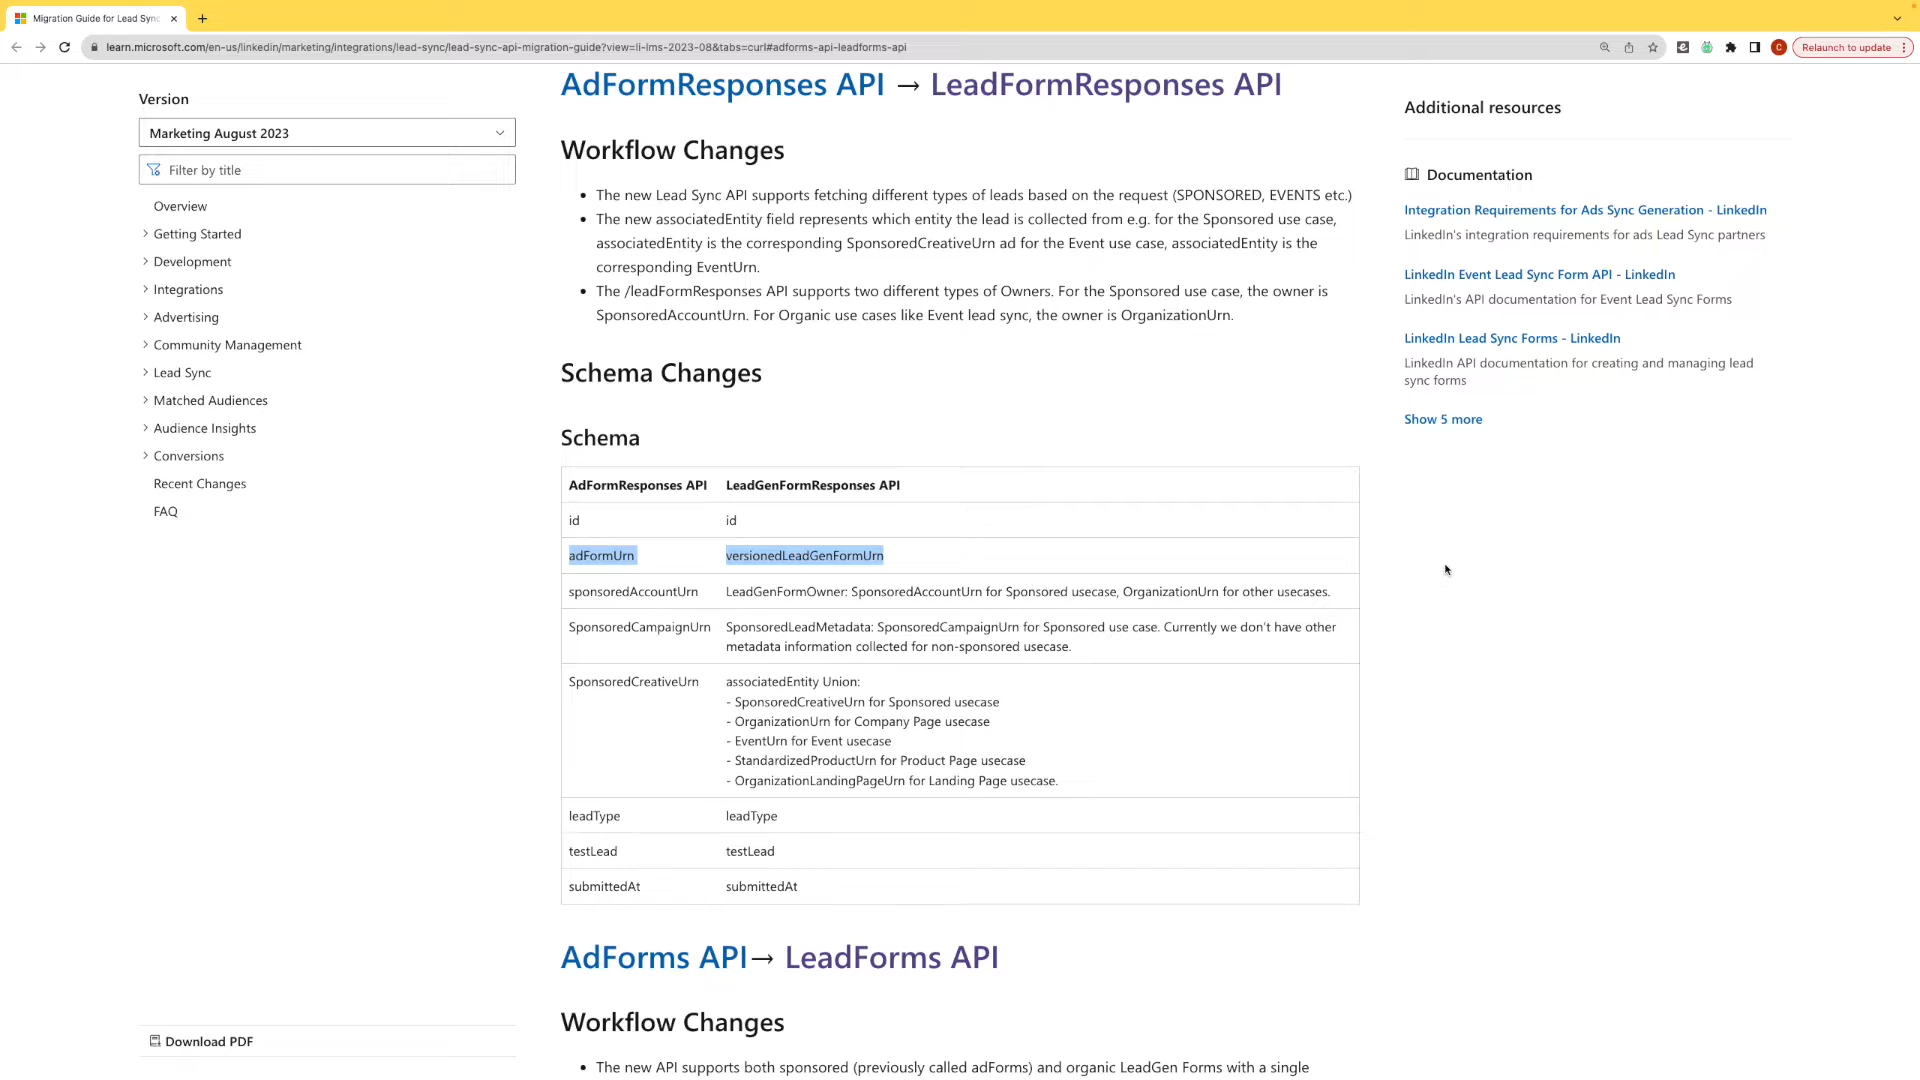 Migration Guide for Lead Sync
learn.microsoft.com/en-us/linkedin/marketing/integrations/lead-sync/lead-sync-api-migration-guide?view=li-lms-2023-08&tabs=curl#adforms-api-leadforms-api
C
Relaunch to update
Version
Marketing August 2023
Filter by title
Overview
Getting Started
Development
Integrations
Advertising
Community Management
Lead Sync
Matched Audiences
Audience Insights
Conversions
Recent Changes
FAQ
Download PDF
AdFormResponses API → LeadFormResponses API
Workflow Changes
• The new Lead Sync API supports fetching different types of leads based on the request (SPONSORED, EVENTS etc.)
• The new associatedEntity field represents which entity the lead is collected from e.g. for the Sponsored use case,
associatedEntity is the corresponding SponsoredCreativeUrn ad for the Event use case, associatedEntity is the
corresponding EventUrn.
• The /leadFormResponses API supports two different types of Owners. For the Sponsored use case, the owner is
SponsoredAccountUrn. For Organic use cases like Event lead sync, the owner is OrganizationUrn.
Schema Changes
Schema
AdFormResponses API LeadGenFormResponses API
id id
adFormUrn versionedLeadGenFormUrn
sponsoredAccountUrn LeadGenFormOwner: SponsoredAccountUrn for Sponsored usecase, OrganizationUrn for other usecases.
SponsoredCampaignUrn SponsoredLeadMetadata: SponsoredCampaignUrn for Sponsored use case. Currently we don't have other
metadata information collected for non-sponsored usecase.
SponsoredCreativeUrn associatedEntity Union:
- SponsoredCreativeUrn for Sponsored usecase
- OrganizationUrn for Company Page usecase
- EventUrn for Event usecase
- StandardizedProductUrn for Product Page usecase
- OrganizationLandingPageUrn for Landing Page usecase.
leadType leadType
testLead testLead
submittedAt submittedAt
AdForms API→ LeadForms API
Workflow Changes
• The new API supports both sponsored (previously called adForms) and organic LeadGen Forms with a single
Additional resources
Documentation
Integration Requirements for Ads Sync Generation - LinkedIn
LinkedIn's integration requirements for ads Lead Sync partners
LinkedIn Event Lead Sync Form API - LinkedIn
LinkedIn's API documentation for Event Lead Sync Forms
LinkedIn Lead Sync Forms - LinkedIn
LinkedIn API documentation for creating and managing lead
sync forms
Show 5 more